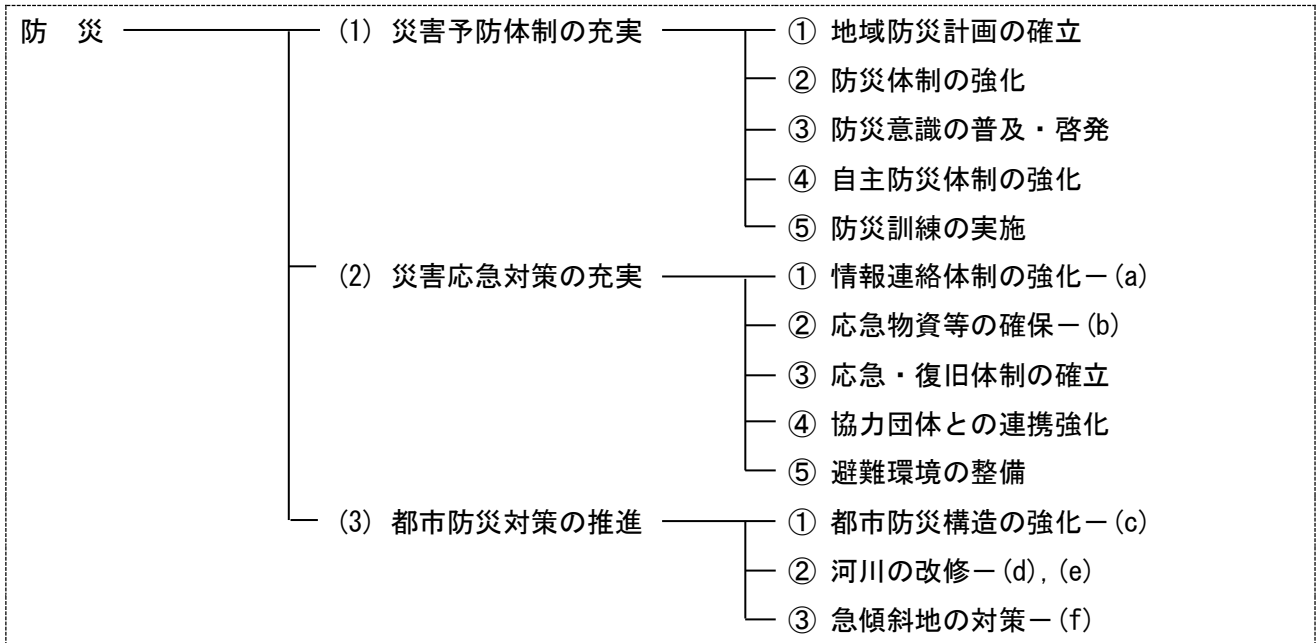 防　災 (1) 災害予防体制の充実 ① 地域防災計画の確立
② 防災体制の強化
③ 防災意識の普及・啓発
④ 自主防災体制の強化
⑤ 防災訓練の実施
(2) 災害応急対策の充実 ① 情報連絡体制の強化－(a)
② 応急物資等の確保－(b)
③ 応急・復旧体制の確立
④ 協力団体との連携強化
⑤ 避難環境の整備
(3) 都市防災対策の推進 ① 都市防災構造の強化－(c)
② 河川の改修－(d),(e)
③ 急傾斜地の対策－(f)